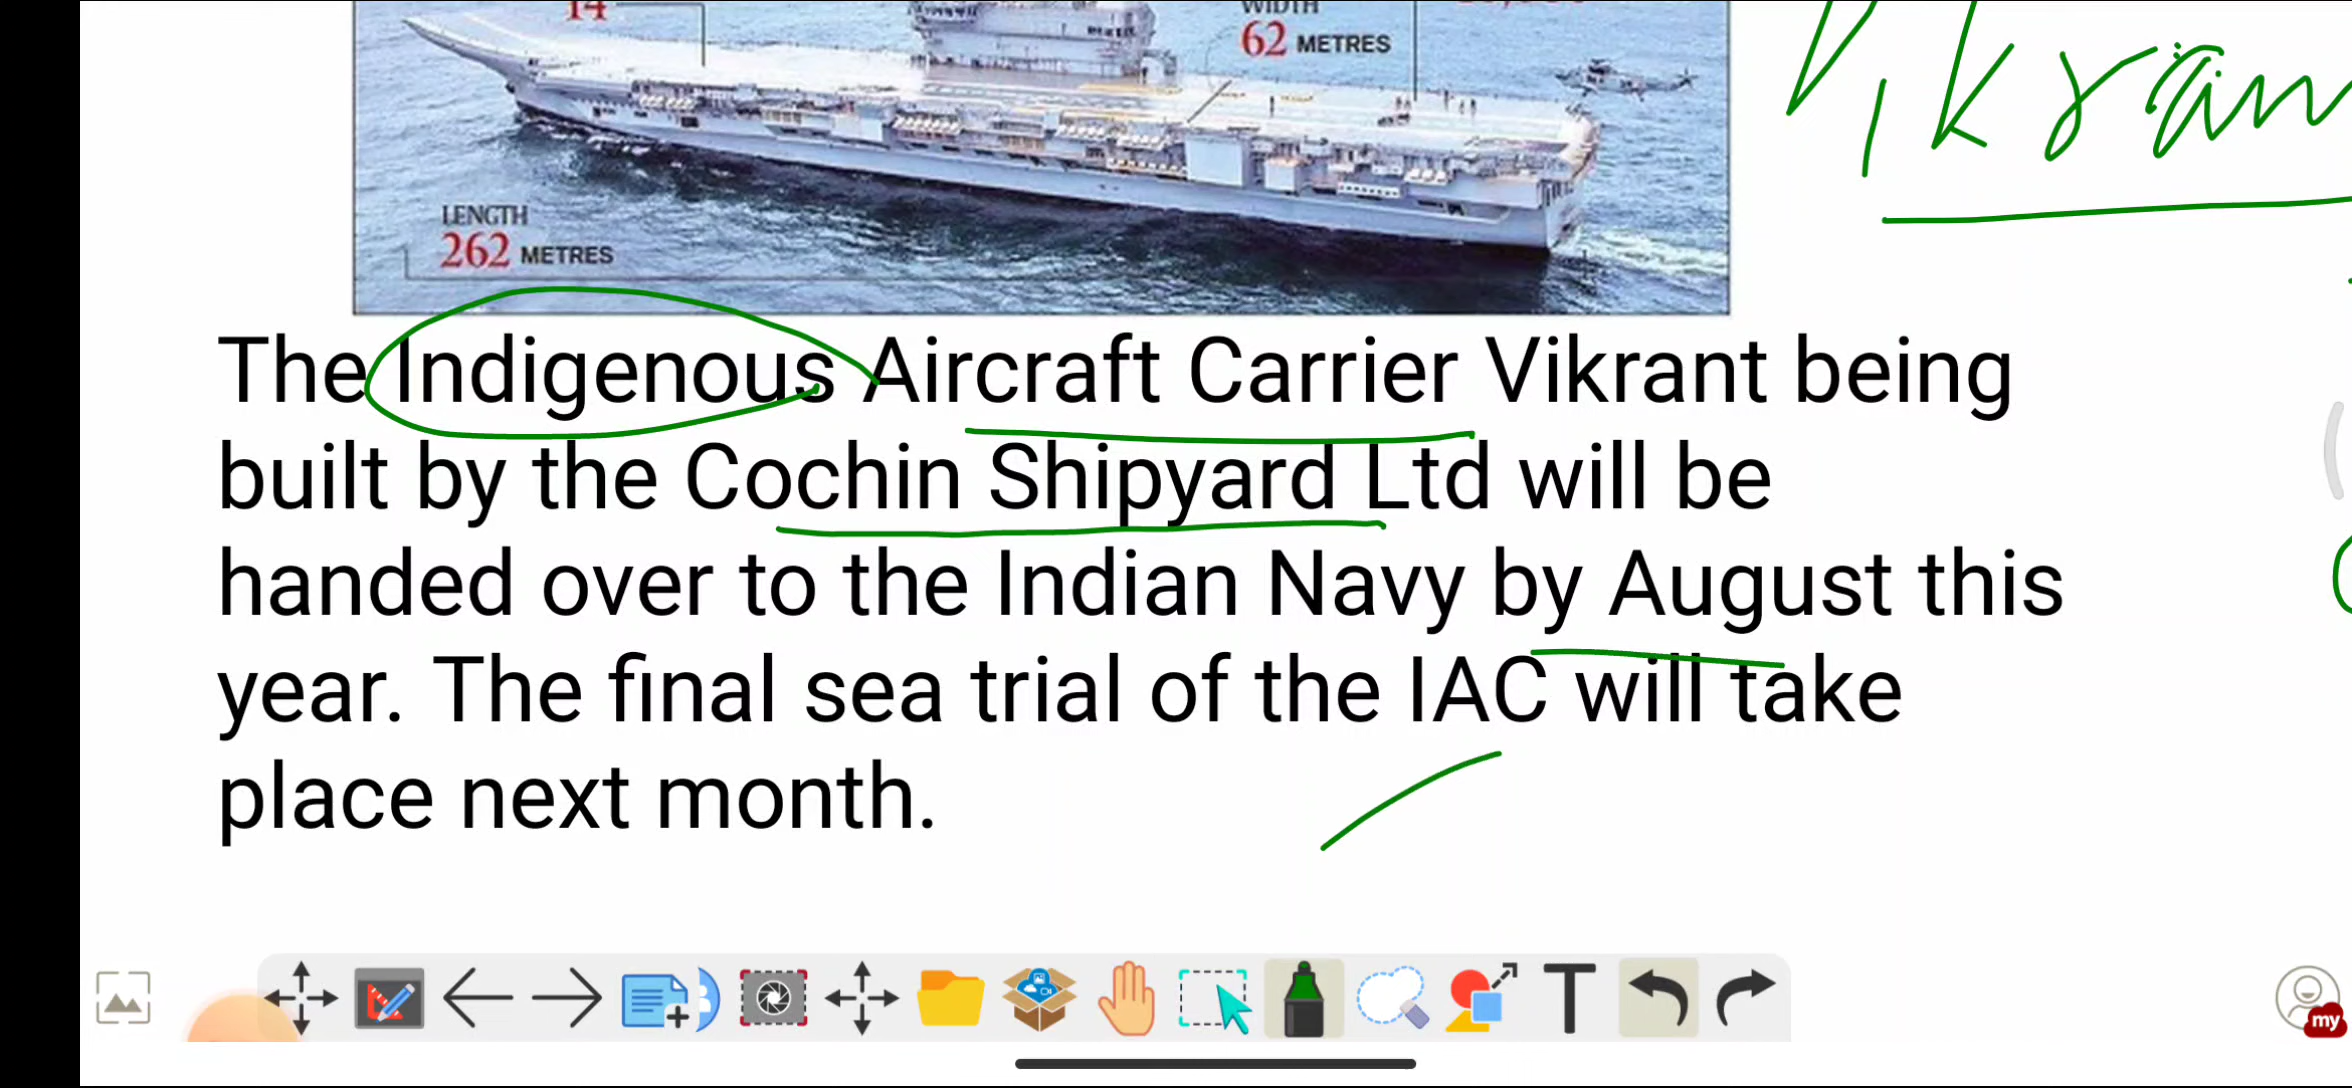 14
WIDTH
62 METRES
LENGTH
262 METRES
The Indigenous Aircraft Carrier Vikrant being
built by the Cochin Shipyard Ltd will be
handed over to the Indian Navy by August this
year. The final sea trial of the IAC will take
place next month.
Vikran
T
my